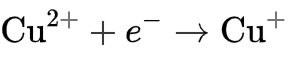 Cu²⁺ + e⁻ → Cu⁺